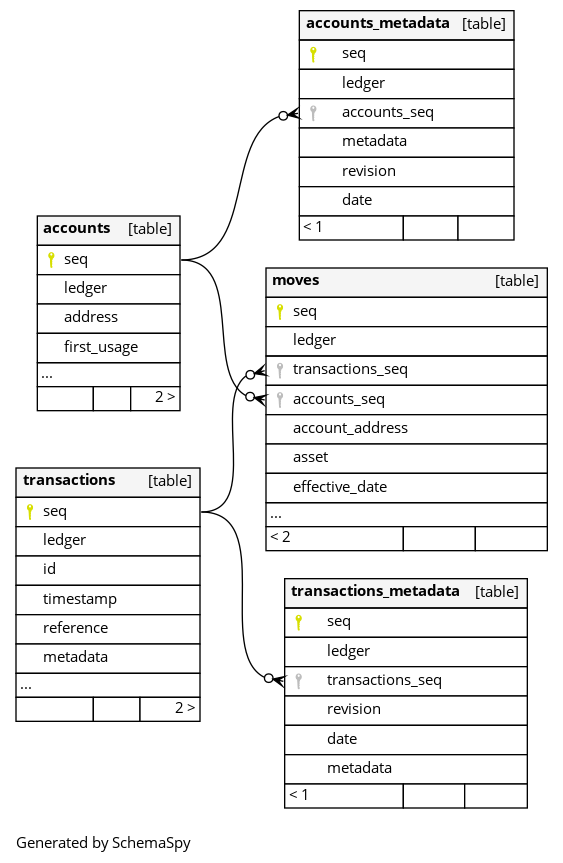 accounts_metadata [table]
seq
ledger
accounts_seq
metadata
revision
date
< 1
accounts [table]
seq
ledger
address
first_usage
...
2 >
moves [table]
seq
ledger
transactions_seq
accounts_seq
account_address
asset
effective_date
...
< 2
transactions [table]
seq
ledger
id
timestamp
reference
metadata
...
2 >
transactions_metadata [table]
seq
ledger
transactions_seq
revision
date
metadata
< 1
Generated by SchemaSpy